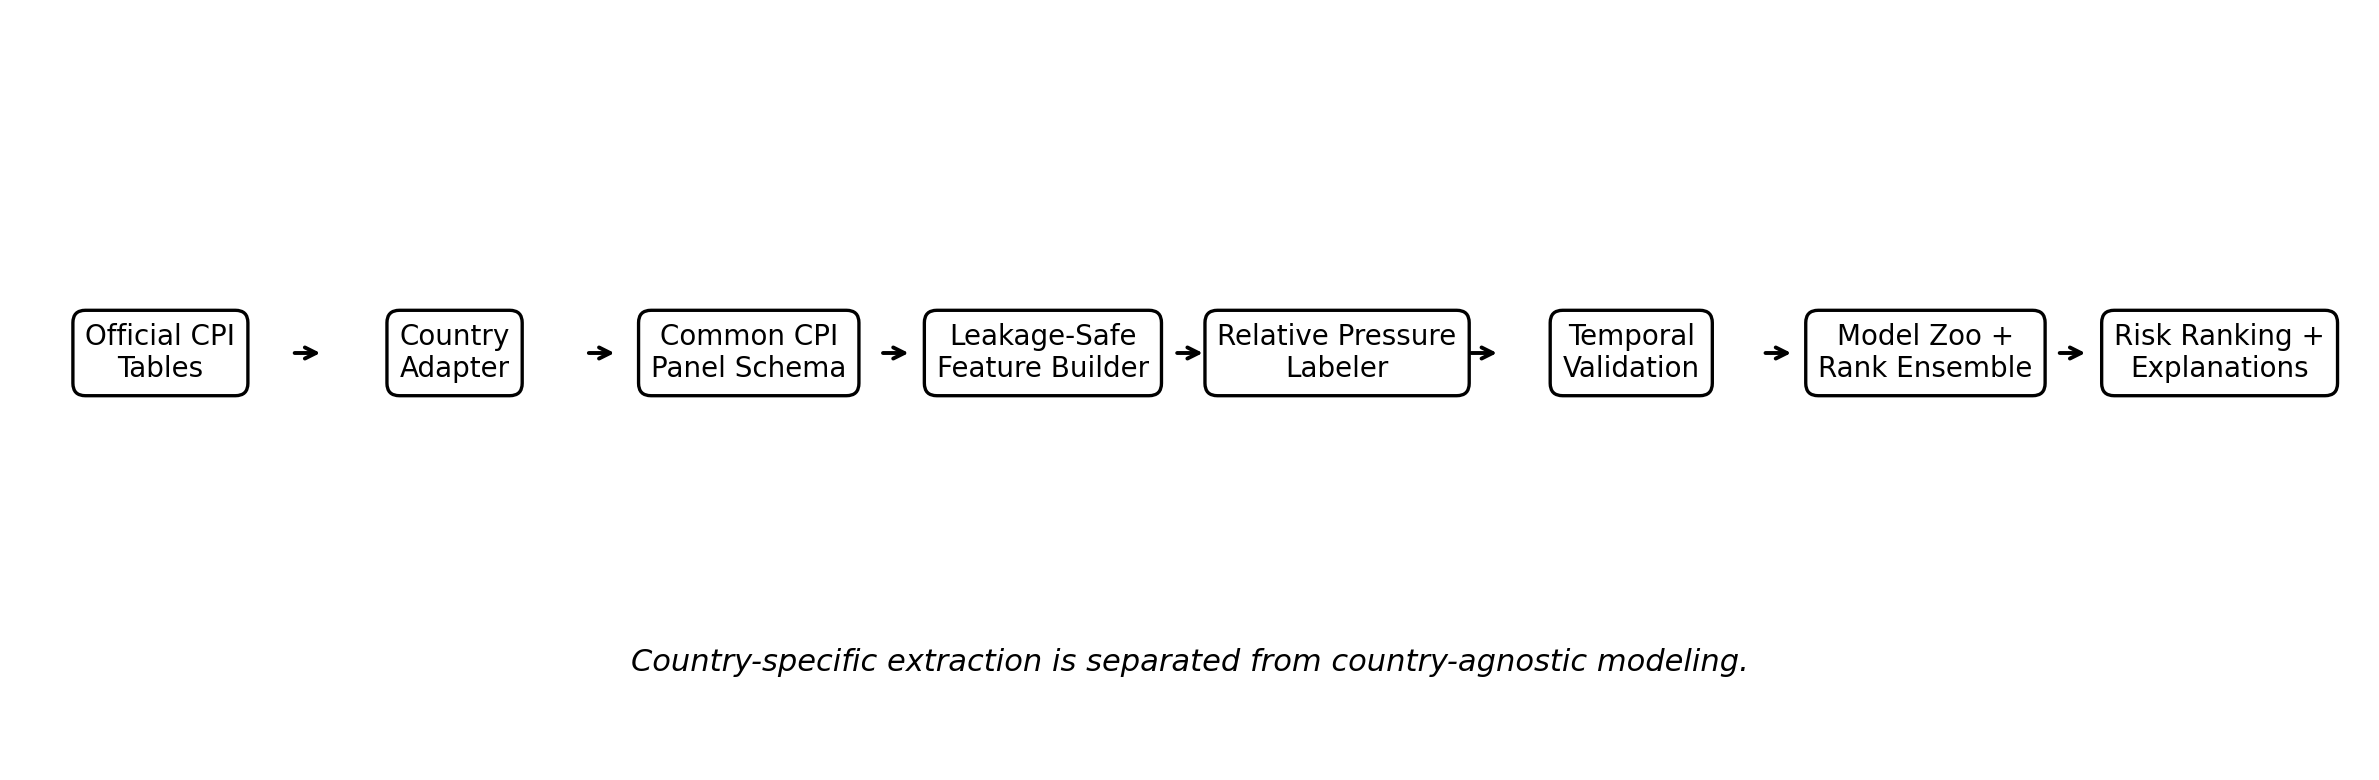 Official CPI
Tables
Country
Adapter
Common CPI
Panel Schema
Leakage-Safe
Feature Builder
Relative Pressure
Labeler
Temporal
Validation
Model Zoo +
Rank Ensemble
Risk Ranking +
Explanations
Country-specific extraction is separated from country-agnostic modeling.